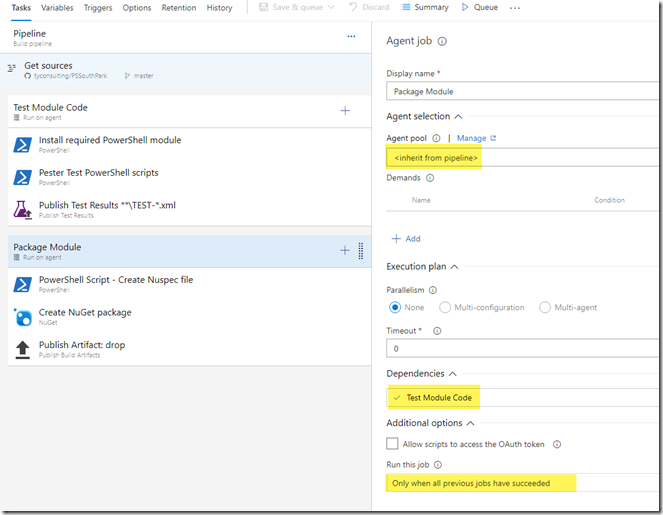 Tasks Variables Triggers Options Retention History Save & queue Discard Summary Queue ...
Pipeline
Build pipeline
...
Get sources
tyconsulting/PSSouthPark master
Test Module Code
Run on agent
Install required PowerShell module
PowerShell
Pester Test PowerShell scripts
PowerShell
Publish Test Results **\TEST-*.xml
Publish Test Results
Package Module
Run on agent
PowerShell Script - Create Nuspec file
PowerShell
Create NuGet package
NuGet
Publish Artifact: drop
Publish Build Artifacts
Agent job
Display name *
Package Module
Agent selection
Agent pool | Manage
<inherit from pipeline>
Demands
Name Condition
+ Add
Execution plan
Parallelism
None Multi-configuration Multi-agent
Timeout *
0
Dependencies
Test Module Code
Additional options
Allow scripts to access the OAuth token
Run this job
Only when all previous jobs have succeeded